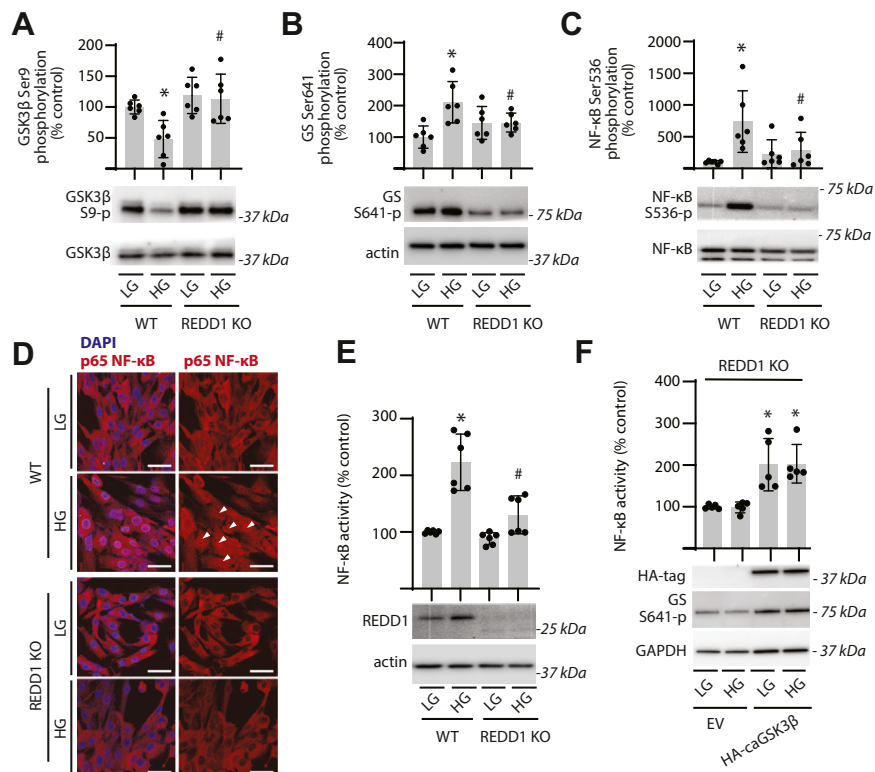 A
GSK3β Ser9
phosphorylation
(% control)
200
150
100
50
*
#
GSK3β
S9-p
-37 kDa
GSK3β
-37 kDa
LG
HG
LG
HG
WT
REDD1 KO
B
GS Ser641
phosphorylation
(% control)
400
300
200
100
0
*
#
GS
S641-p
- 75 kDa
actin
-37 kDa
LG
HG
LG
HG
WT
REDD1 KO
C
NF-κB Ser536
phosphorylation
(% control)
2000
1500
1000
500
0
*
#
- 75 kDa
NF-κB
S536-p
- 75 kDa
NF-κB
LG
HG
LG
HG
WT
REDD1 KO
D
DAPI
p65 NF-κB
p65 NF-κB
WT
LG
HG
REDD1 KO
LG
HG
E
NF-κB activity (% control)
300
200
100
*
#
REDD1
-25 kDa
actin
-37 kDa
LG
HG
LG
HG
WT
REDD1 KO
F
REDD1 KO
NF-κB activity (% control)
400
300
200
100
0
*
*
HA-tag
- 37 kDa
GS
S641-p
- 75 kDa
GAPDH
- 37 kDa
LG
HG
LG
HG
EV
HA-caGSK3β